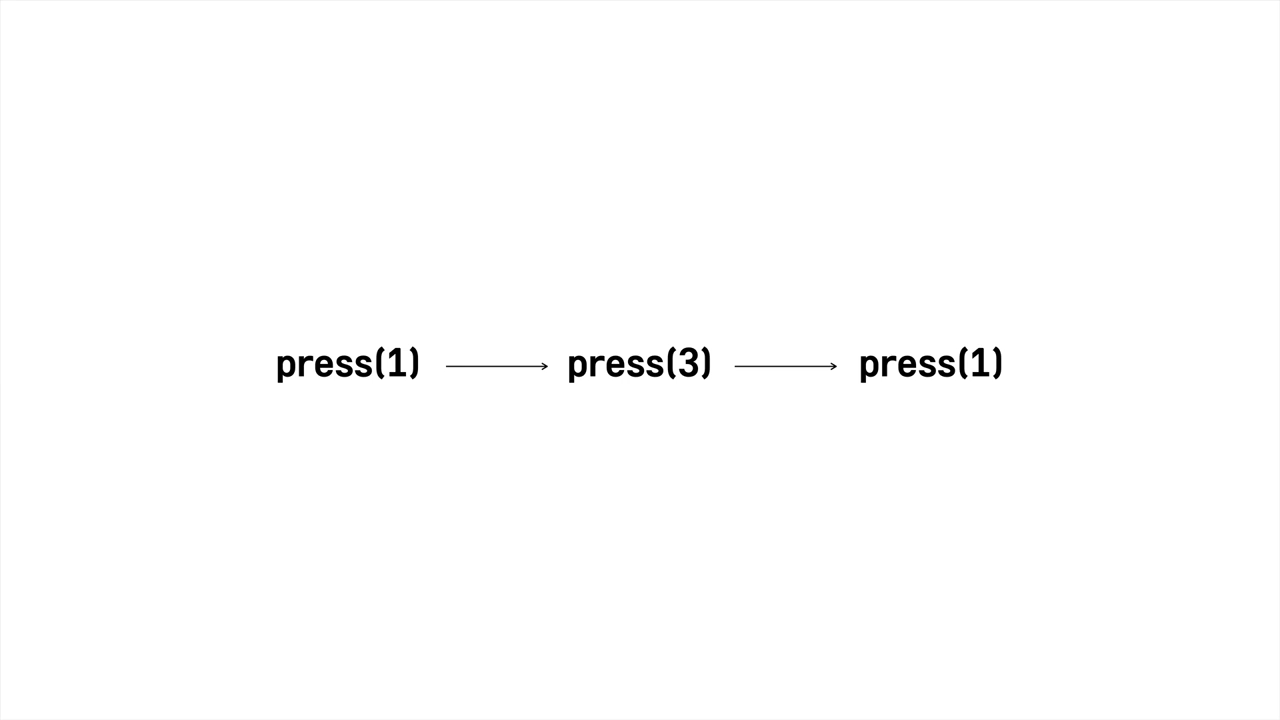 press(1) → press(3) → press(1)